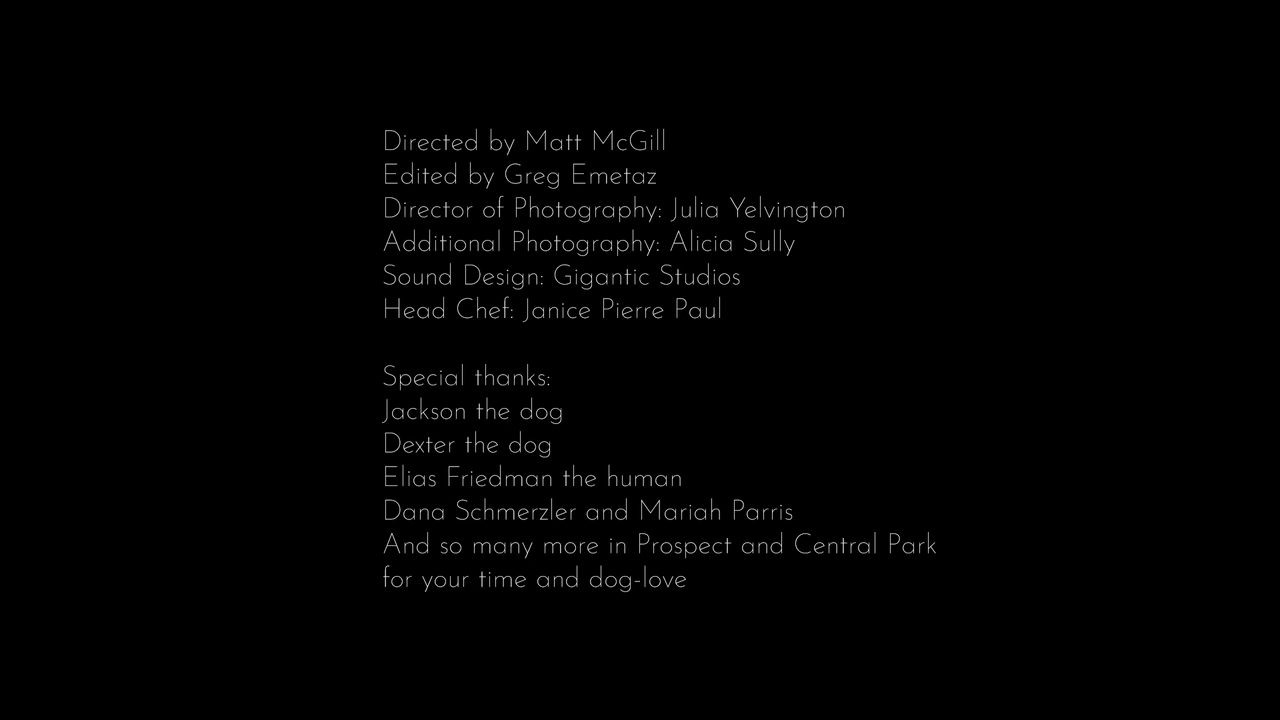 Directed by Matt McGill
Edited by Greg Emetaz
Director of Photography: Julia Yelvington
Additional Photography: Alicia Sully
Sound Design: Gigantic Studios
Head Chef: Janice Pierre Paul
Special thanks:
Jackson the dog
Dexter the dog
Elias Friedman the human
Dana Schmerzler and Mariah Parris
And so many more in Prospect and Central Park
for your time and dog-love